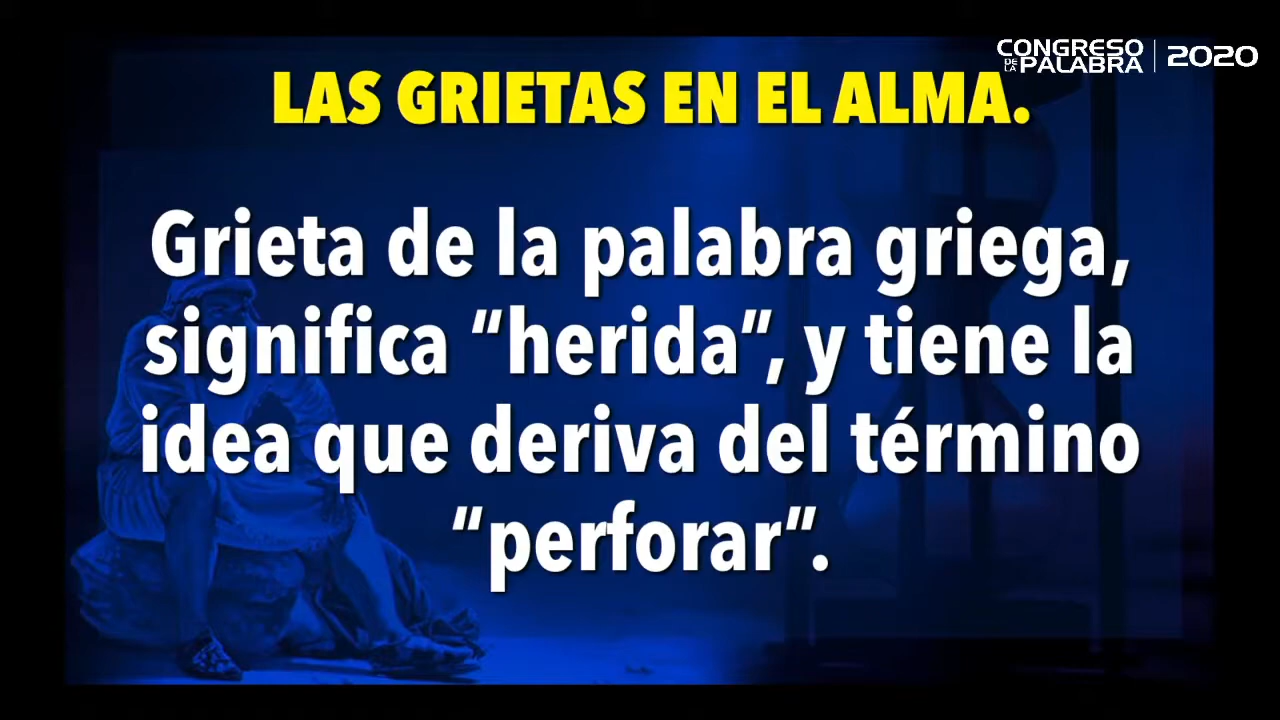 CONGRESO
DE LA PALABRA | 2020
LAS GRIETAS EN EL ALMA.
Grieta de la palabra griega,
significa “herida”, y tiene la
idea que deriva del término
“perforar”.